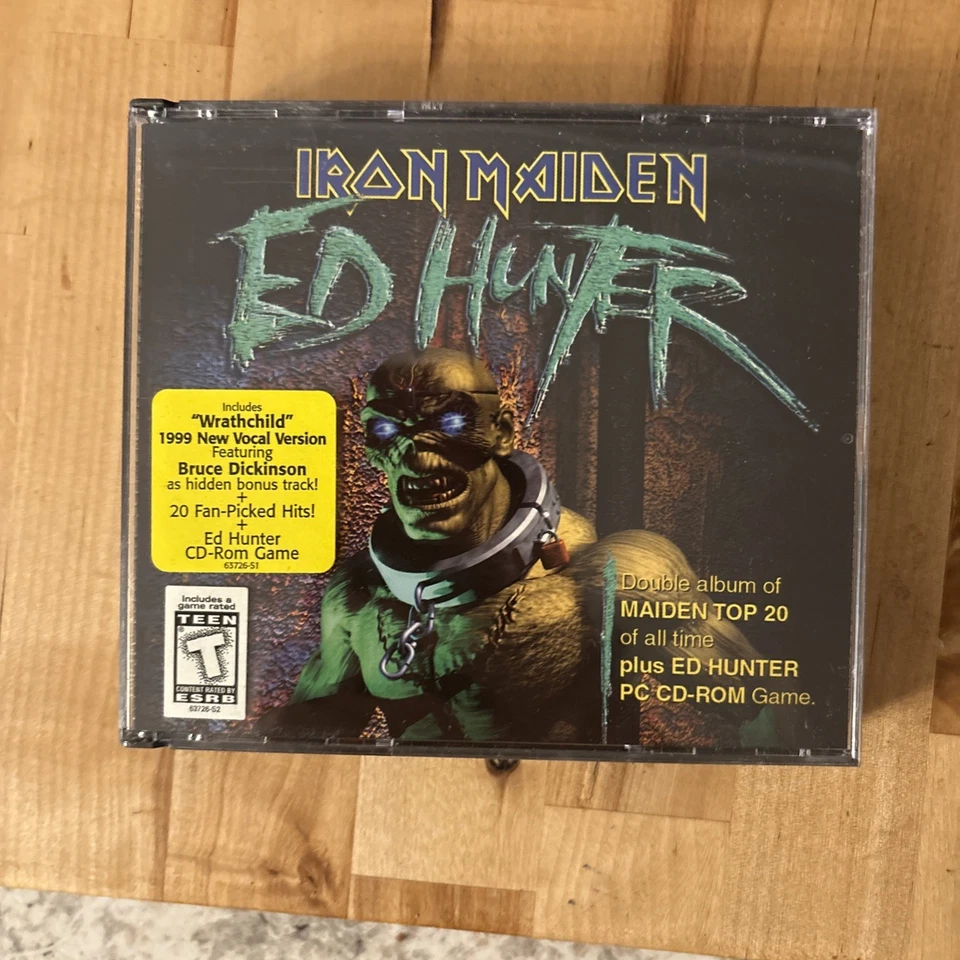 IRON MAIDEN
ED HUNTER
Includes
“Wrathchild”
1999 New Vocal Version
Featuring
Bruce Dickinson
as hidden bonus track!
+
20 Fan-Picked Hits!
+
Ed Hunter
CD-Rom Game
63726-51
Includes a
game rated
TEEN
T
CONTENT RATED BY
ESRB
63726-52
Double album of
MAIDEN TOP 20
of all time
plus ED HUNTER
PC CD-ROM Game.